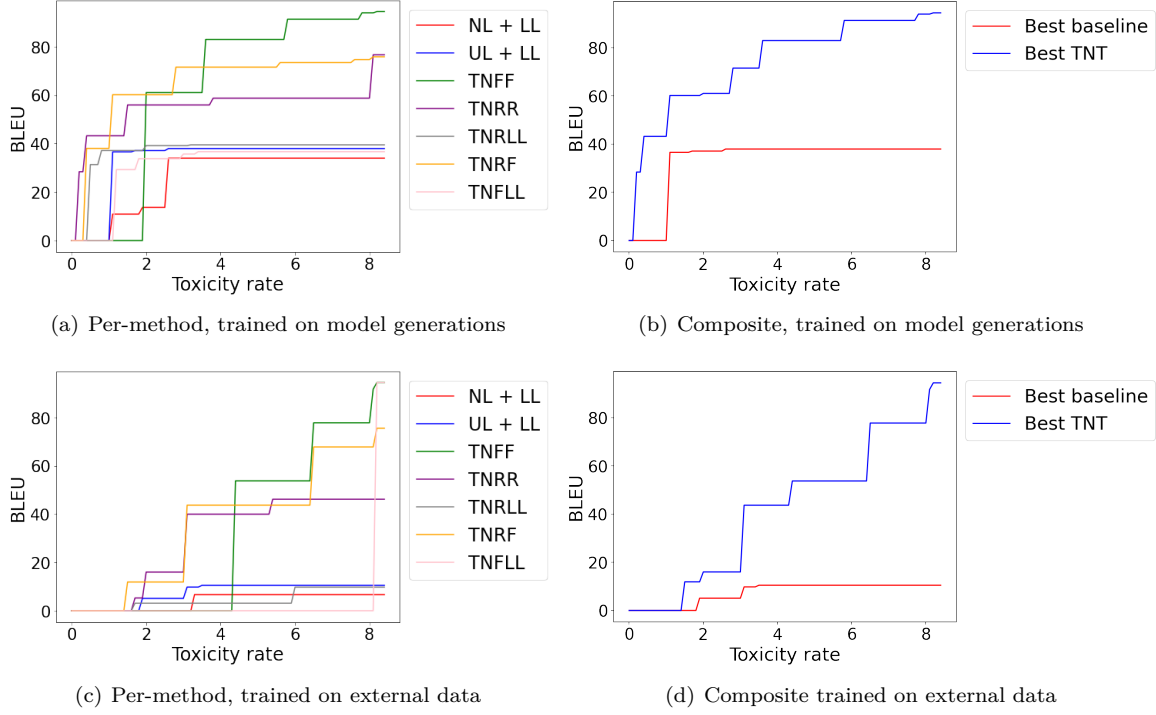 BLEU
80
60
40
20
0
0 2 4 6 8
Toxicity rate
NL + LL
UL + LL
TNFF
TNRR
TNRLL
TNRF
TNFLL
(a) Per-method, trained on model generations
BLEU
80
60
40
20
0
0 2 4 6 8
Toxicity rate
Best baseline
Best TNT
(b) Composite, trained on model generations
BLEU
80
60
40
20
0
0 2 4 6 8
Toxicity rate
NL + LL
UL + LL
TNFF
TNRR
TNRLL
TNRF
TNFLL
(c) Per-method, trained on external data
BLEU
80
60
40
20
0
0 2 4 6 8
Toxicity rate
Best baseline
Best TNT
(d) Composite trained on external data